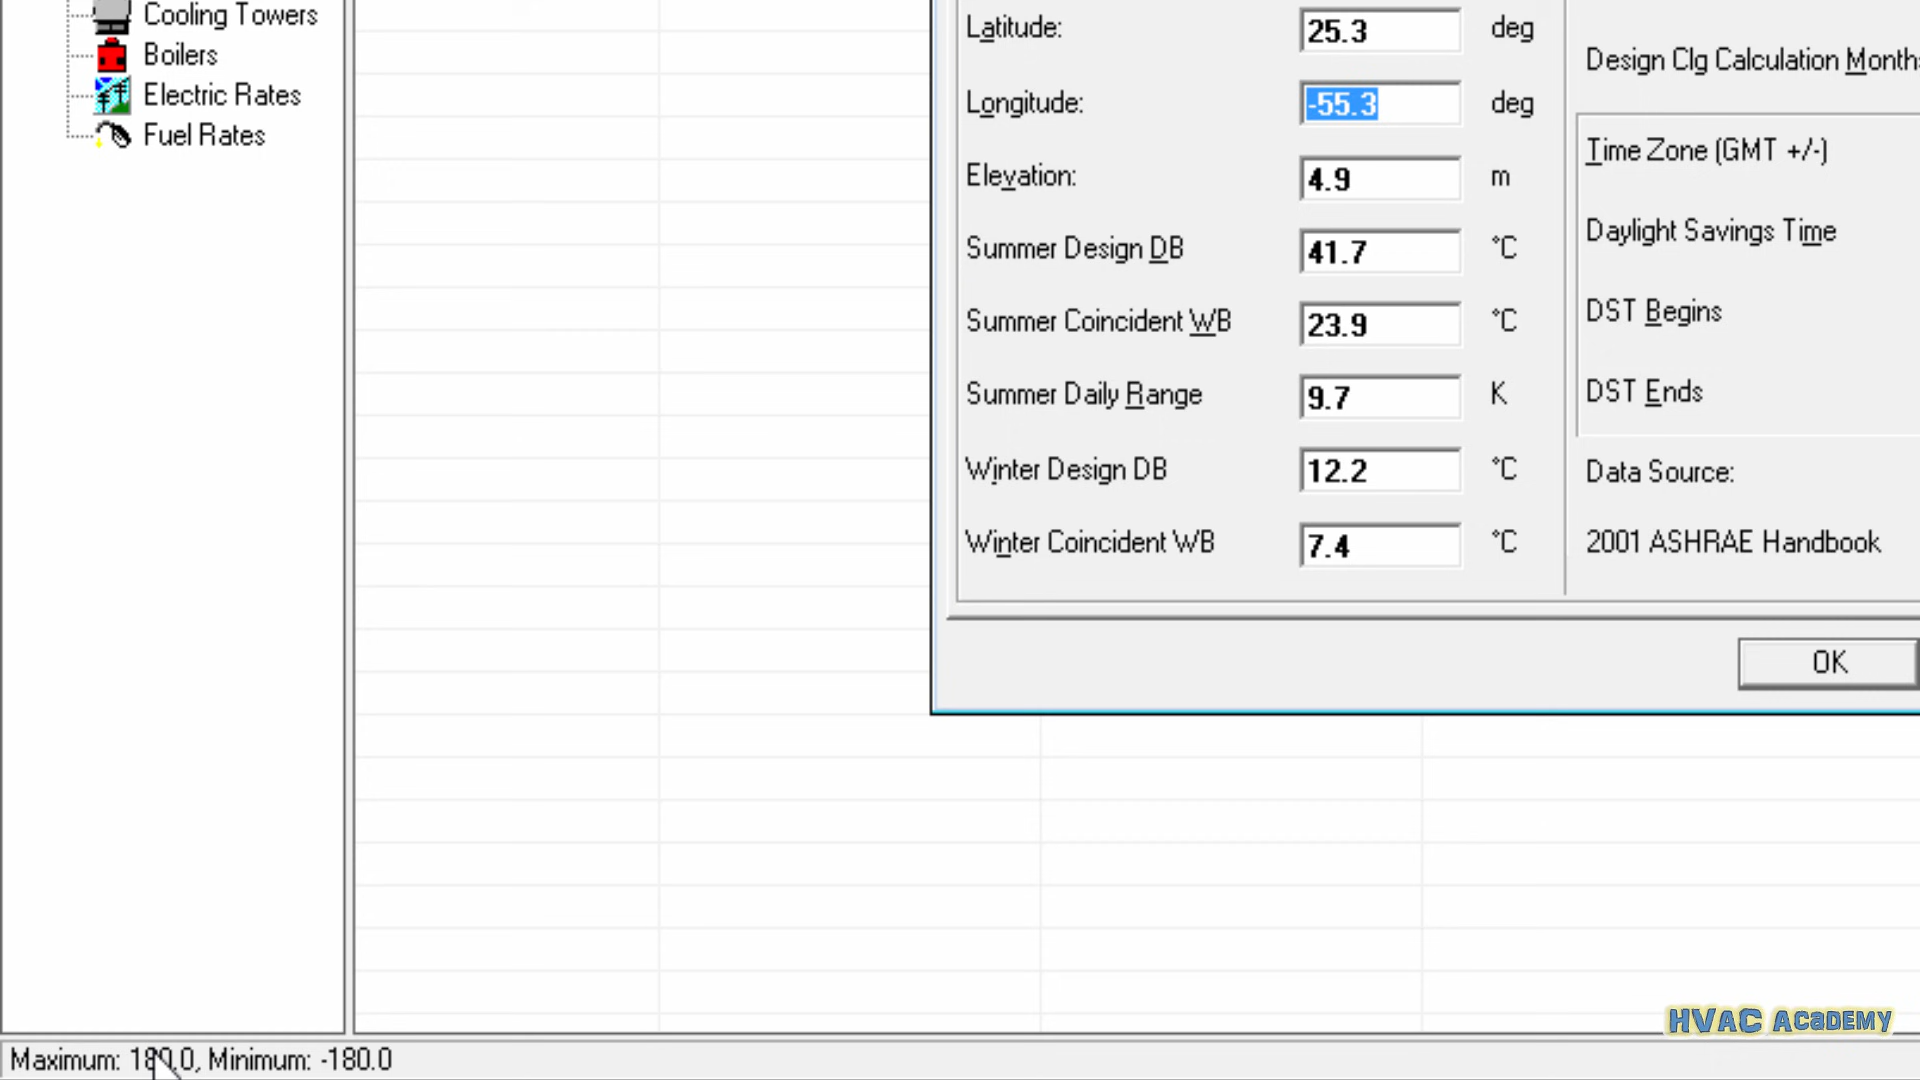 Cooling Towers
Boilers
Electric Rates
Fuel Rates
Latitude: 25.3 deg
Longitude: -55.3 deg
Elevation: 4.9 m
Summer Design DB 41.7 °C
Summer Coincident WB 23.9 °C
Summer Daily Range 9.7 K
Winter Design DB 12.2 °C
Winter Coincident WB 7.4 °C
Design Clg Calculation Months
Time Zone (GMT +/-)
Daylight Savings Time
DST Begins
DST Ends
Data Source:
2001 ASHRAE Handbook
OK
HVAC Academy
Maximum: 180.0, Minimum: -180.0